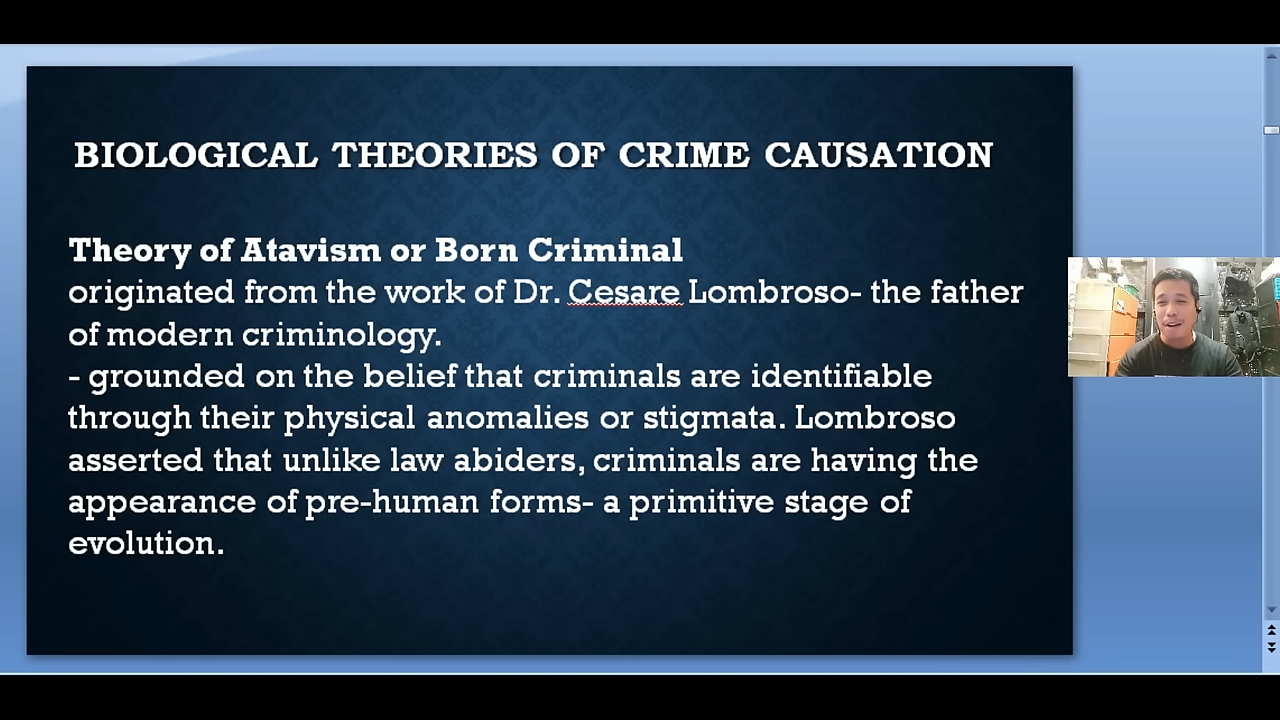 BIOLOGICAL THEORIES OF CRIME CAUSATION
Theory of Atavism or Born Criminal
originated from the work of Dr. Cesare Lombroso- the father
of modern criminology.
- grounded on the belief that criminals are identifiable
through their physical anomalies or stigmata. Lombroso
asserted that unlike law abiders, criminals are having the
appearance of pre-human forms- a primitive stage of
evolution.